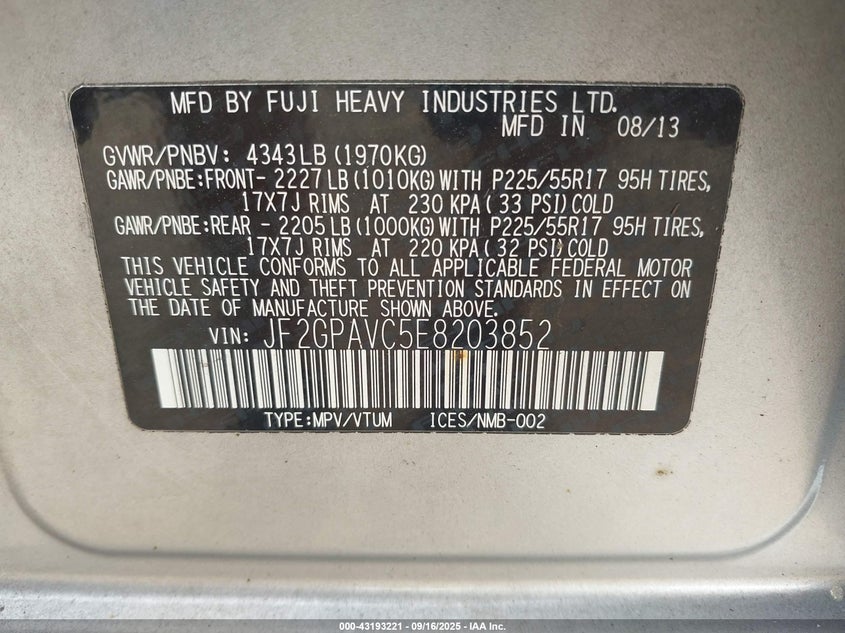 MFD BY FUJI HEAVY INDUSTRIES LTD.
MFD IN 08/13
GVWR/PNBV: 4343LB (1970KG)
GAWR/PNBE:FRONT- 2227LB (1010KG) WITH P225/55R17 95H TIRES,
17X7J RIMS AT 230 KPA( 33 PSI)COLD
GAWR/PNBE:REAR - 2205LB (1000KG) WITH P225/55R17 95H TIRES,
17X7J RIMS AT 220 KPA( 32 PSI)COLD
THIS VEHICLE CONFORMS TO ALL APPLICABLE FEDERAL MOTOR
VEHICLE SAFETY AND THEFT PREVENTION STANDARDS IN EFFECT ON
THE DATE OF MANUFACTURE SHOWN ABOVE.
VIN: JF2GPAVC5E8203852
TYPE:MPV/VTUM ICES/NMB-002
000-43193221 - 09/16/2025 - IAA Inc.